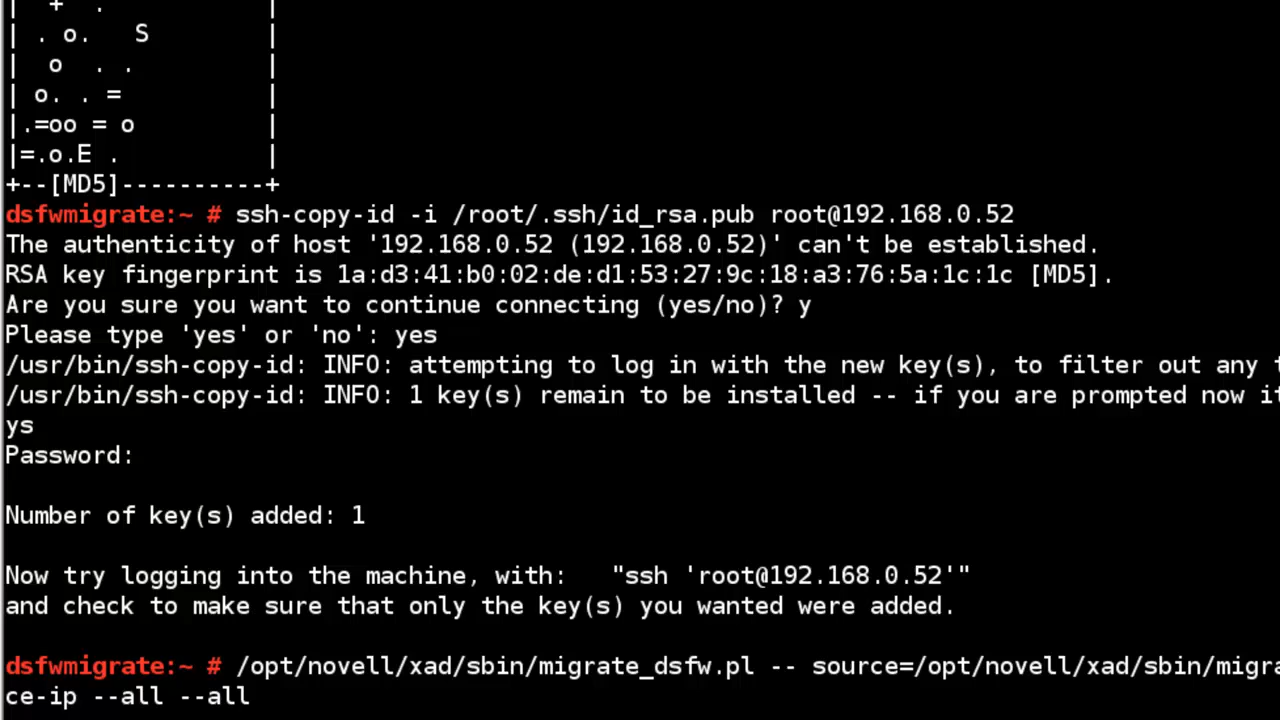 |   +  .           |
|  . o.   S         |
|   o  . .          |
|  o. . =           |
|.=oo = o          |
|=.o.E .           |
+--[MD5]----------+
dsfwmigrate:~ # ssh-copy-id -i /root/.ssh/id_rsa.pub root@192.168.0.52
The authenticity of host '192.168.0.52 (192.168.0.52)' can't be established.
RSA key fingerprint is 1a:d3:41:b0:02:de:d1:53:27:9c:18:a3:76:5a:1c:1c [MD5].
Are you sure you want to continue connecting (yes/no)? y
Please type 'yes' or 'no': yes
/usr/bin/ssh-copy-id: INFO: attempting to log in with the new key(s), to filter out any
/usr/bin/ssh-copy-id: INFO: 1 key(s) remain to be installed -- if you are prompted now
ys
Password:
Number of key(s) added: 1
Now try logging into the machine, with:   "ssh 'root@192.168.0.52'"
and check to make sure that only the key(s) you wanted were added.
dsfwmigrate:~ # /opt/novell/xad/sbin/migrate_dsfw.pl -- source=/opt/novell/xad/sbin/migra
ce-ip --all --all